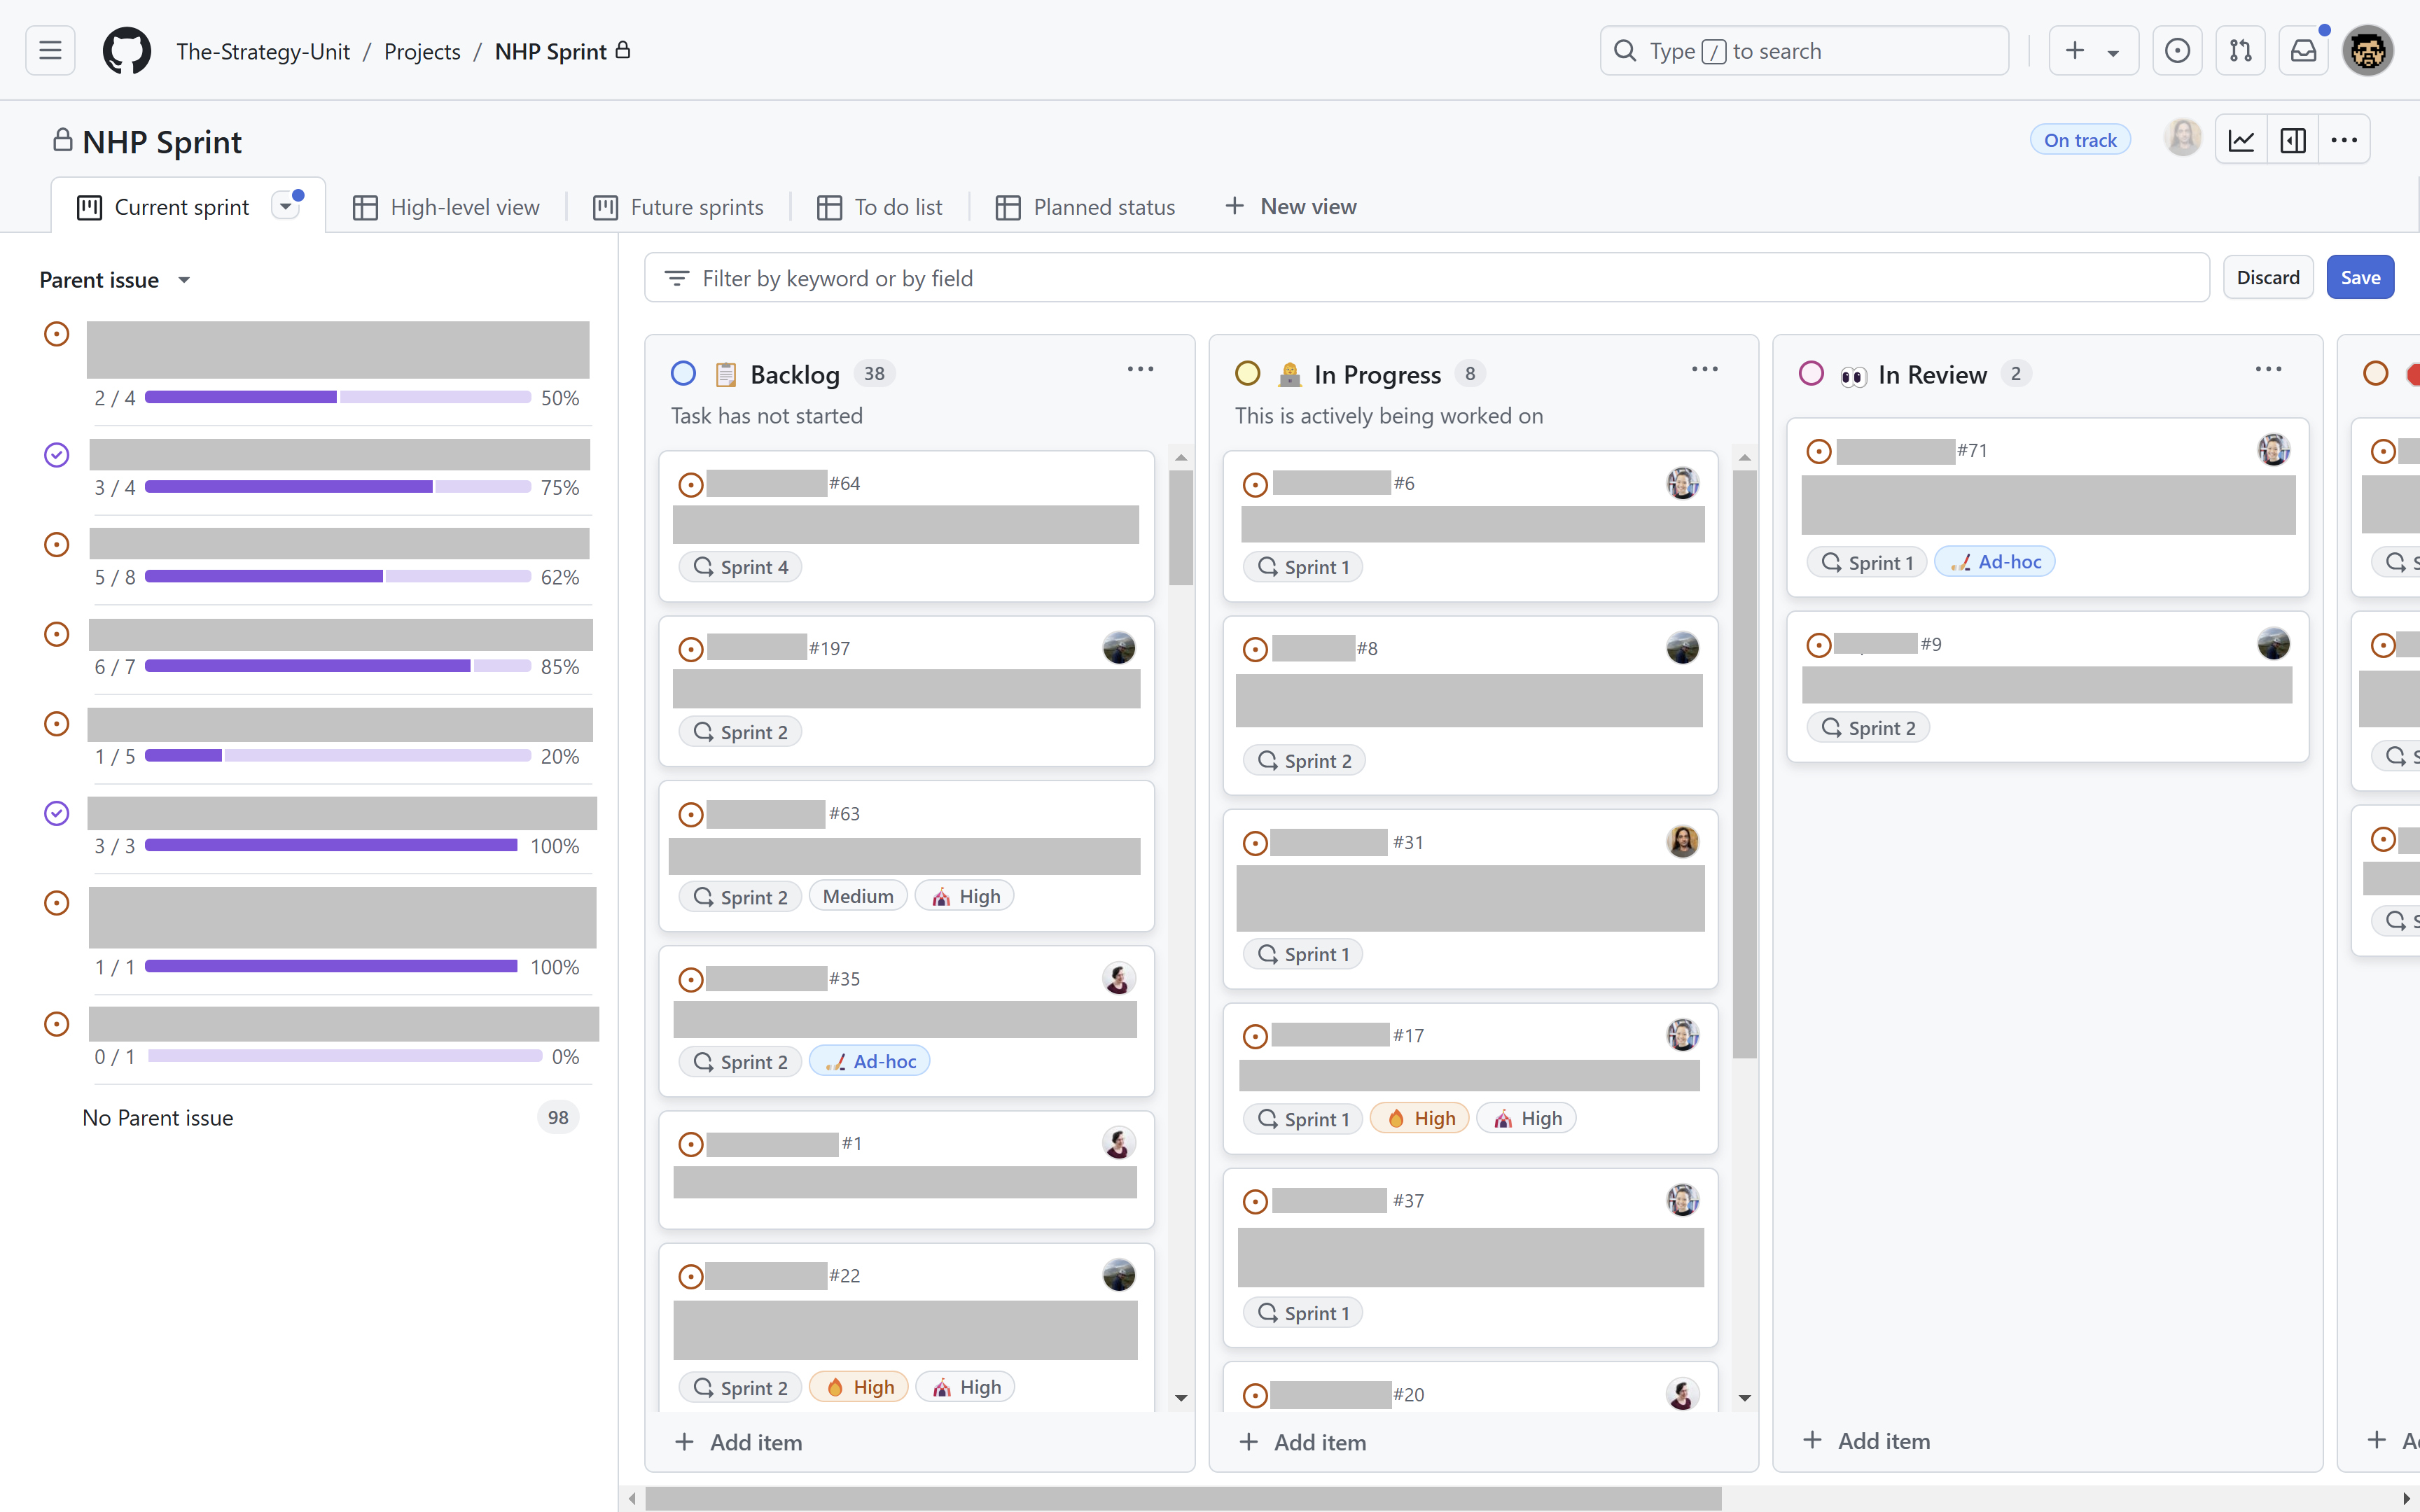 The-Strategy-Unit / Projects / NHP Sprint
Type / to search
NHP Sprint
On track
Current sprint
High-level view
Future sprints
To do list
Planned status
New view
Parent issue
2 / 4 50%
3 / 4 75%
5 / 8 62%
6 / 7 85%
1 / 5 20%
3 / 3 100%
1 / 1 100%
0 / 1 0%
No Parent issue 98
Filter by keyword or by field
Discard
Save
Backlog 38
Task has not started
#64
Sprint 4
#197
Sprint 2
#63
Sprint 2 Medium High
#35
Sprint 2 Ad-hoc
#1
#22
Sprint 2 High High
Add item
In Progress 8
This is actively being worked on
#6
Sprint 1
#8
Sprint 2
#31
Sprint 1
#17
Sprint 1 High High
#37
Sprint 1
#20
Add item
In Review 2
#71
Sprint 1 Ad-hoc
#9
Sprint 2
Add item